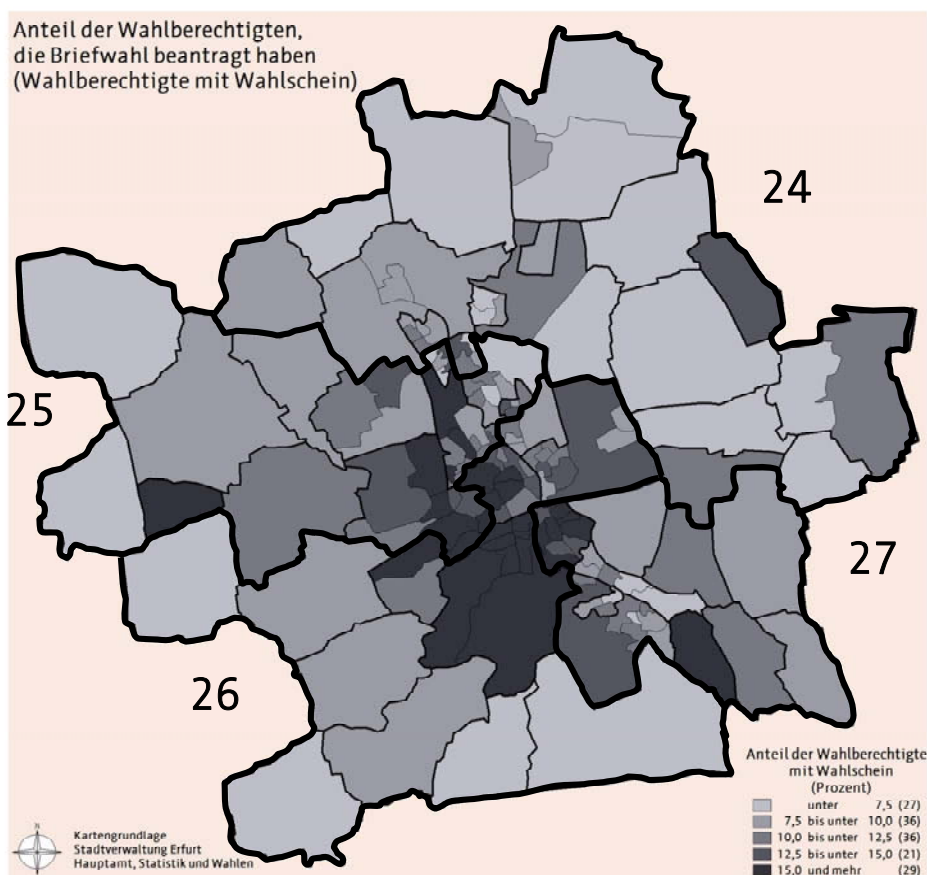 Anteil der Wahlberechtigten,
die Briefwahl beantragt haben
(Wahlberechtigte mit Wahlschein)
24
25
27
26
Anteil der Wahlberechtigte
mit Wahlschein
(Prozent)
unter 7,5 (27)
7,5 bis unter 10,0 (36)
10,0 bis unter 12,5 (36)
12,5 bis unter 15,0 (21)
15,0 und mehr (29)
N
Kartengrundlage
Stadtverwaltung Erfurt
Hauptamt, Statistik und Wahlen